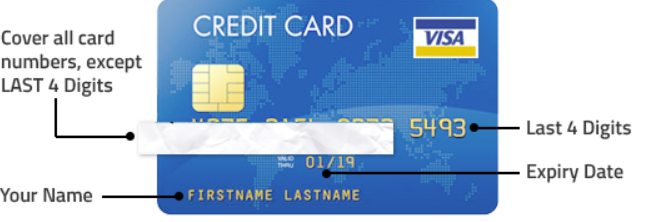 CREDIT CARD
VISA
Cover all card
numbers, except
LAST 4 Digits
5493
Last 4 Digits
VALID
THRU 01/19
Expiry Date
Your Name
FIRSTNAME LASTNAME